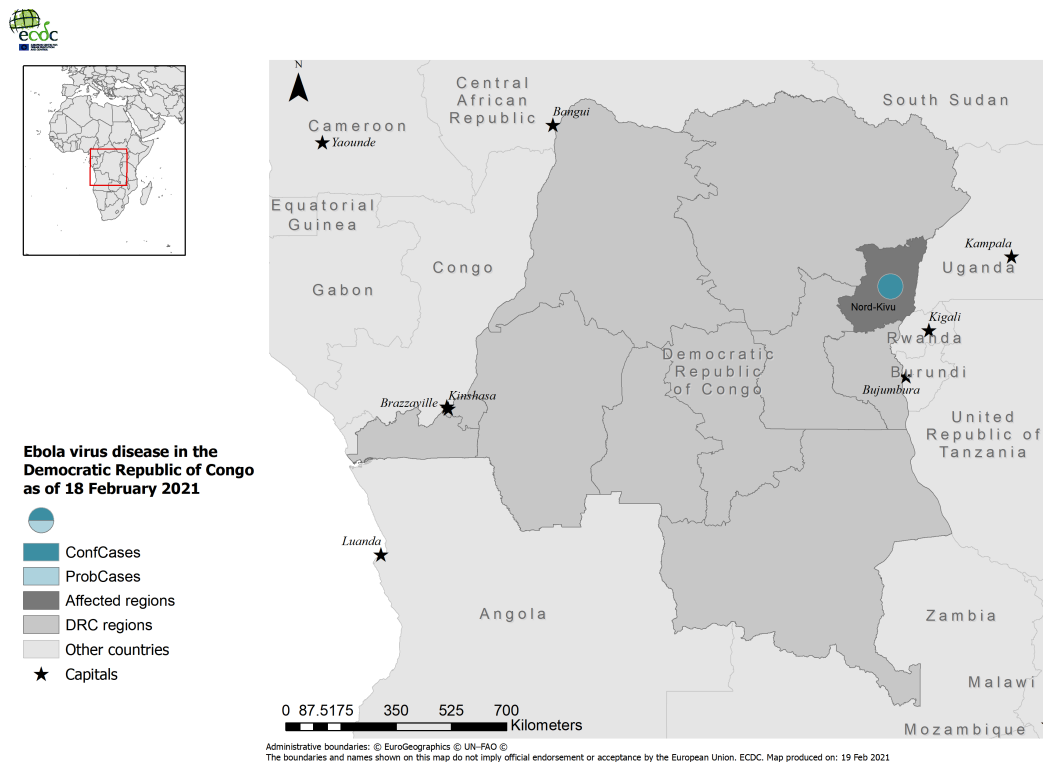 ecdc
N
Central
African
Republic
Bangui
South Sudan
Cameroon
Yaounde
Equatorial
Guinea
Kampala
Uganda
Congo
Gabon
Nord-Kivu
Kigali
Rwanda
Democratic
Republic
of Congo
Burundi
Bujumbura
Kinshasa
Brazzaville
United
Republic of
Tanzania
Ebola virus disease in the
Democratic Republic of Congo
as of 18 February 2021
ConfCases
ProbCases
Affected regions
DRC regions
Other countries
Capitals
Luanda
Angola
Zambia
Malawi
Mozambique
0 87.5175 350 525 700
Kilometers
Administrative boundaries: © EuroGeographics © UN–FAO ©
The boundaries and names shown on this map do not imply official endorsement or acceptance by the European Union. ECDC. Map produced on: 19 Feb 2021